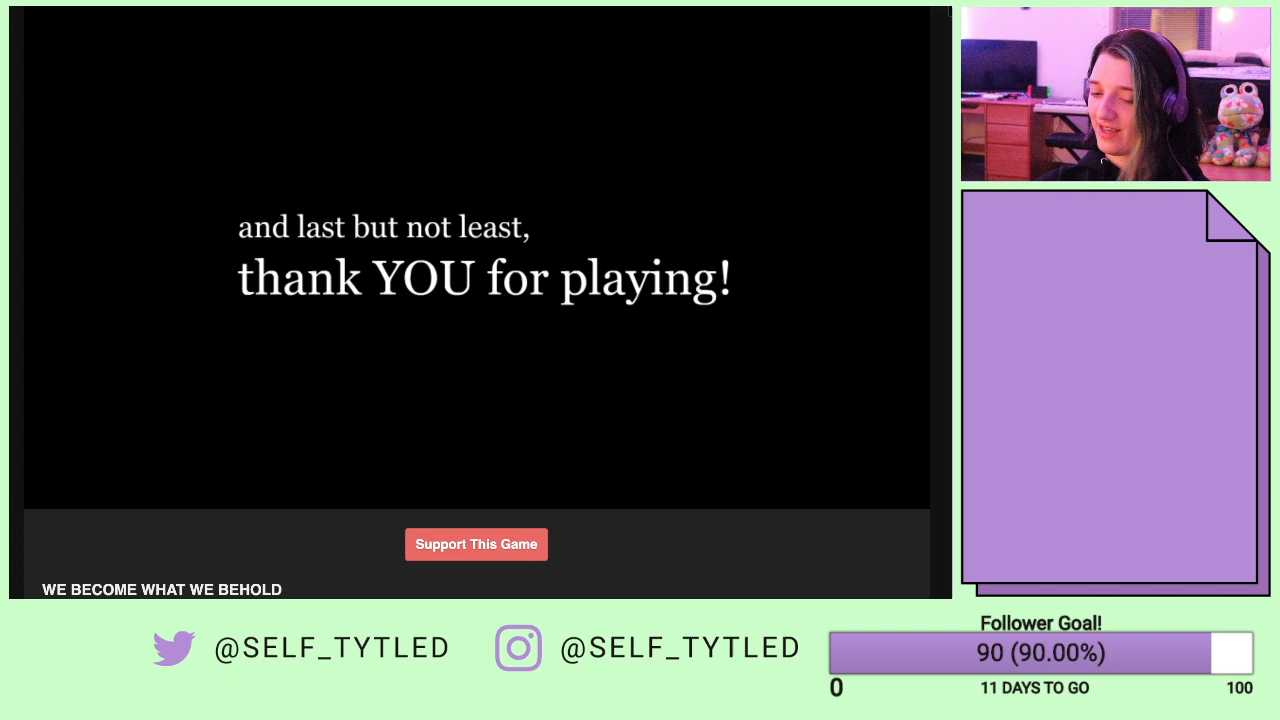 and last but not least,
thank YOU for playing!
Support This Game
WE BECOME WHAT WE BEHOLD
@SELF_TYTLED
@SELF_TYTLED
Follower Goal!
90 (90.00%)
0
11 DAYS TO GO
100